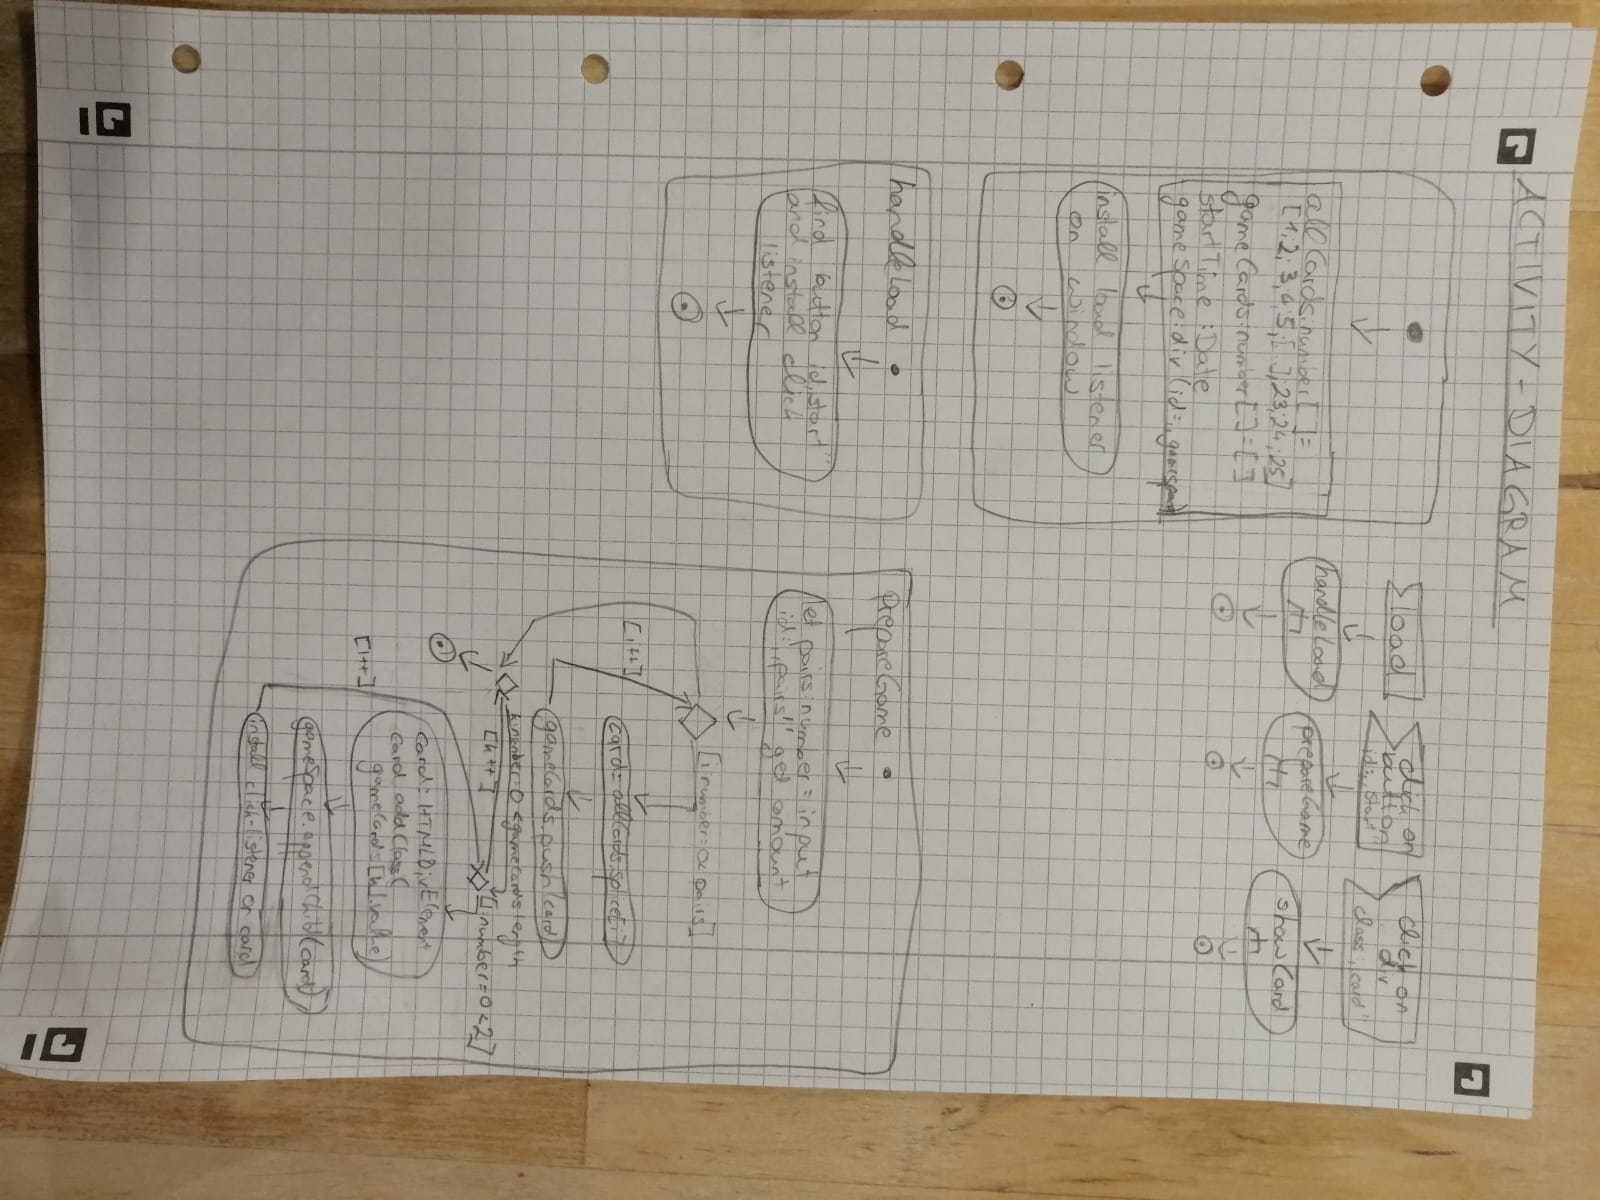 ACTIVITY-DIAGRAM
allCards:number[]=
[1,2;3,4;5;[..],23;24;25]
gameCards:number[]=[]
startTime:Date
gameSpace:div(id=„gamespace
install load listener
on window
load
handleLoad
click on
button
id=„start"
prepareGame
click on
div
class „card"
showCard
handleload
find button id „start"
and install click
listener
prepareGame
let pairs:number = input
id=„pairs" get amount
[i:number=0<pairs]
card=allCards.splice(i)
[i++]
gameCards.push(card)
k:number=0<gameCards.length
[k++]
[i:number=0<2]
card=HTMLDivElement
card.addClass(
gameCards[k].value)
[i++]
gameSpace.appendChild(card)
install click-listener on card